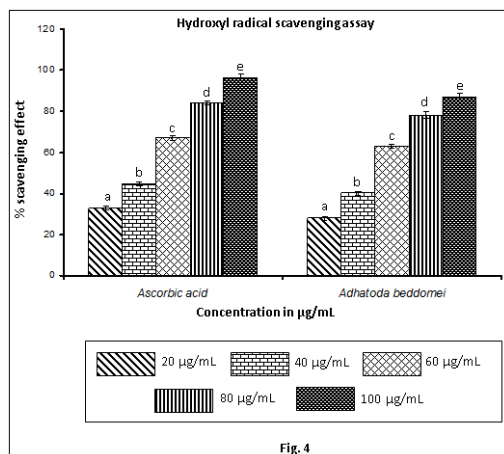 Hydroxyl radical scavenging assay
120
100
80
60
40
20
0
% scavenging effect
a
b
c
d
e
a
b
c
d
e
Ascorbic acid
Adhatoda beddomei
Concentration in µg/mL
20 µg/mL
40 µg/mL
60 µg/mL
80 µg/mL
100 µg/mL
Fig. 4